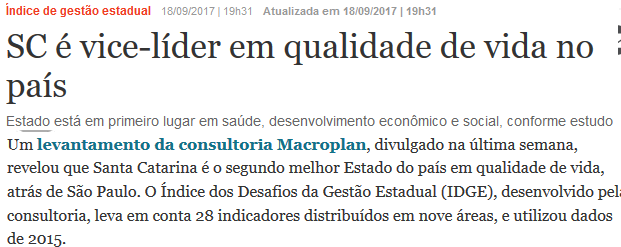 Índice de gestão estadual 18/09/2017 | 19h31 Atualizada em 18/09/2017 | 19h31
SC é vice-líder em qualidade de vida no
país
Estado está em primeiro lugar em saúde, desenvolvimento econômico e social, conforme estudo
Um levantamento da consultoria Macroplan, divulgado na última semana,
revelou que Santa Catarina é o segundo melhor Estado do país em qualidade de vida,
atrás de São Paulo. O Índice dos Desafios da Gestão Estadual (IDGE), desenvolvido pela
consultoria, leva em conta 28 indicadores distribuídos em nove áreas, e utilizou dados
de 2015.